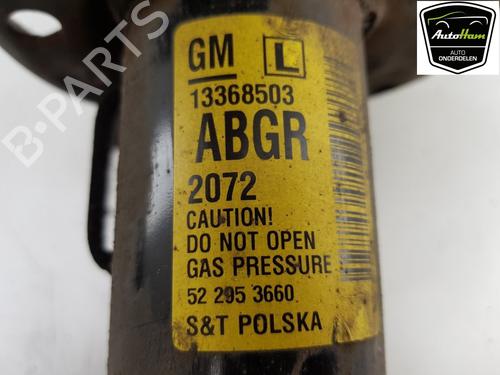 AutoHam
AUTO
ONDERDELEN
GM L
13368503
ABGR
2072
CAUTION!
DO NOT OPEN
GAS PRESSURE
52 295 3660
S&T POLSKA
B-PARTS